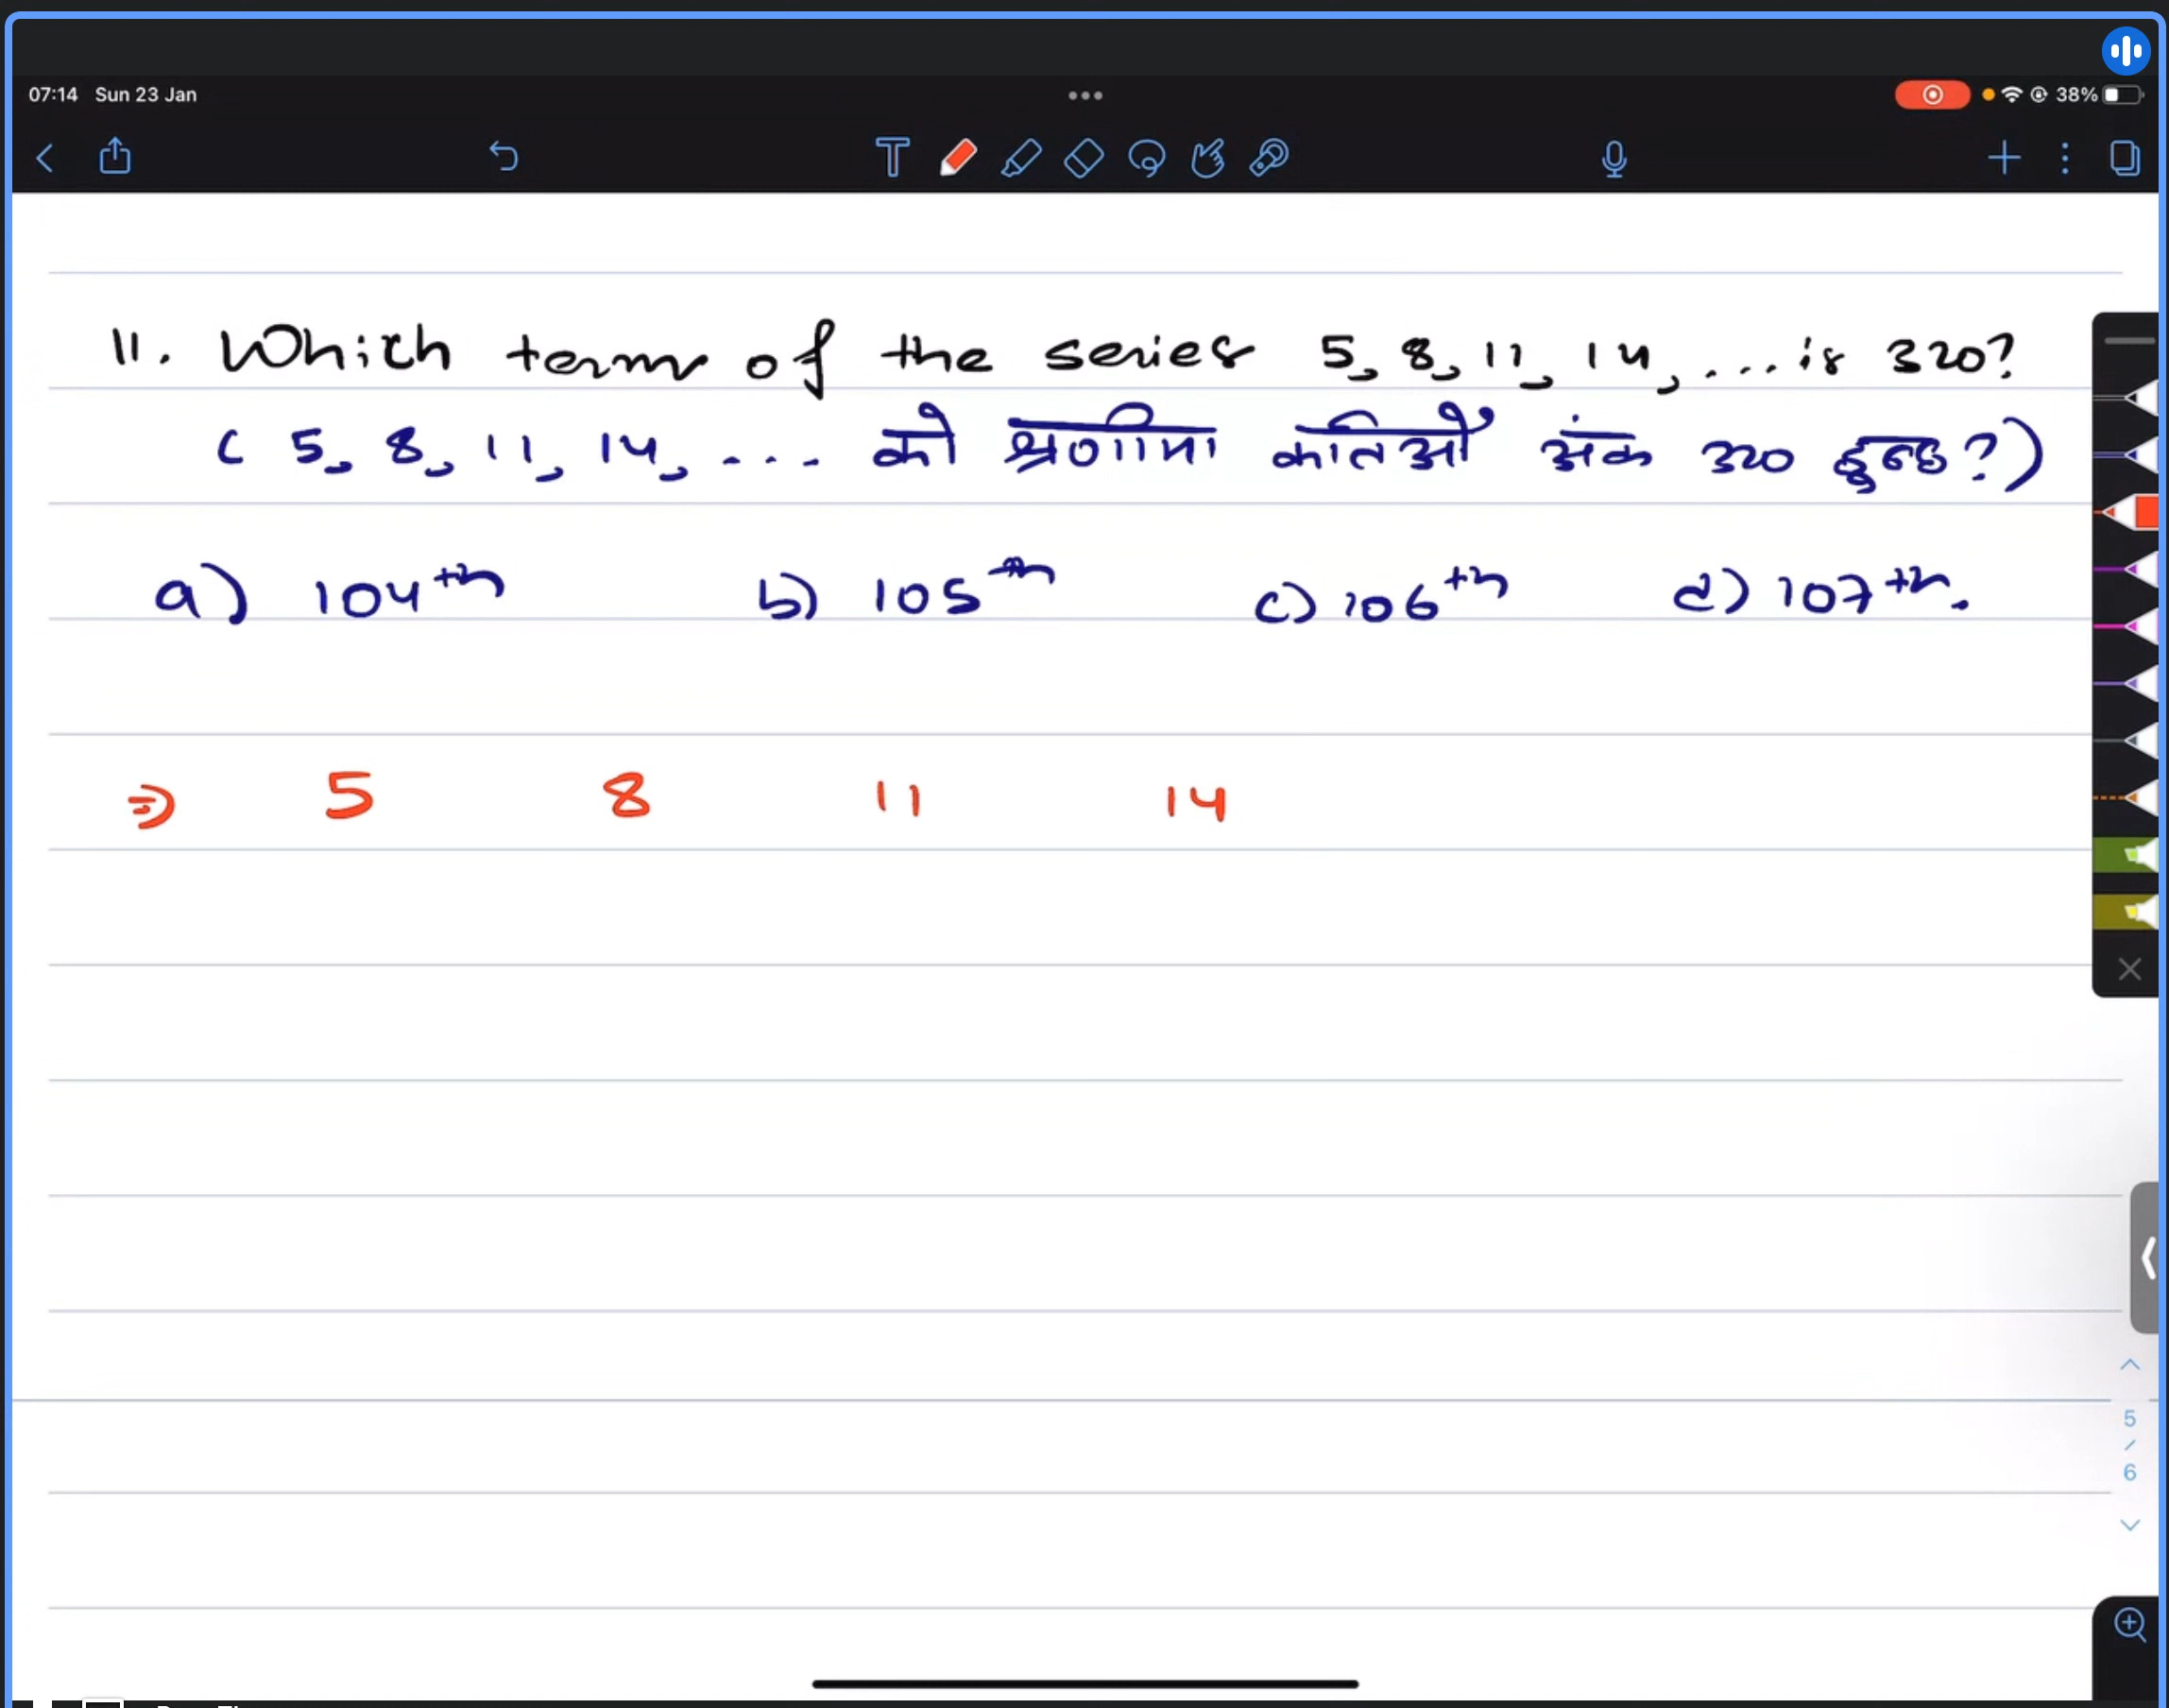 07:14 Sun 23 Jan
38%
11. Which term of the series 5, 8, 11, 14, ... is 320?
( 5, 8, 11, 14, ... को अंक 320 हुन्छ?)
a) 104th b) 105th c) 106th d) 107th.
⇒ 5 8 11 14
5
/
6